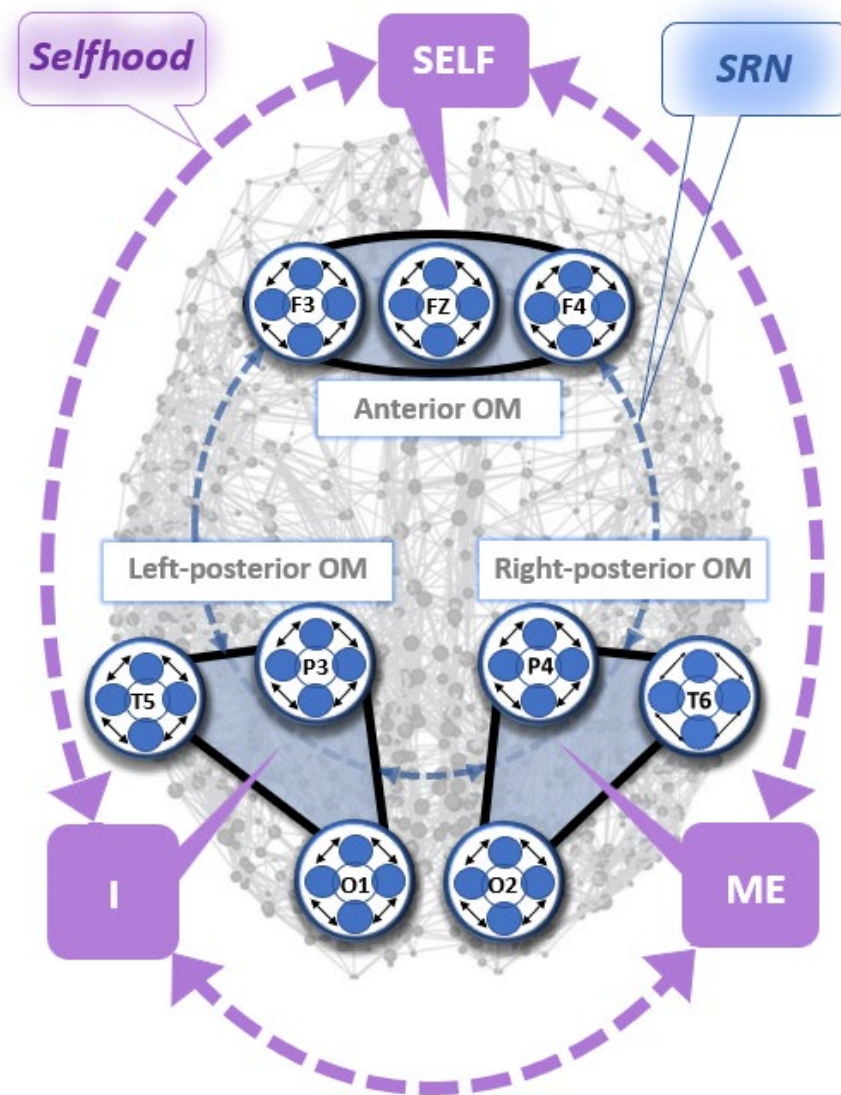 Selfhood
SELF
SRN
F3
FZ
F4
Anterior OM
Left-posterior OM
Right-posterior OM
T5
P3
P4
T6
O1
O2
I
ME